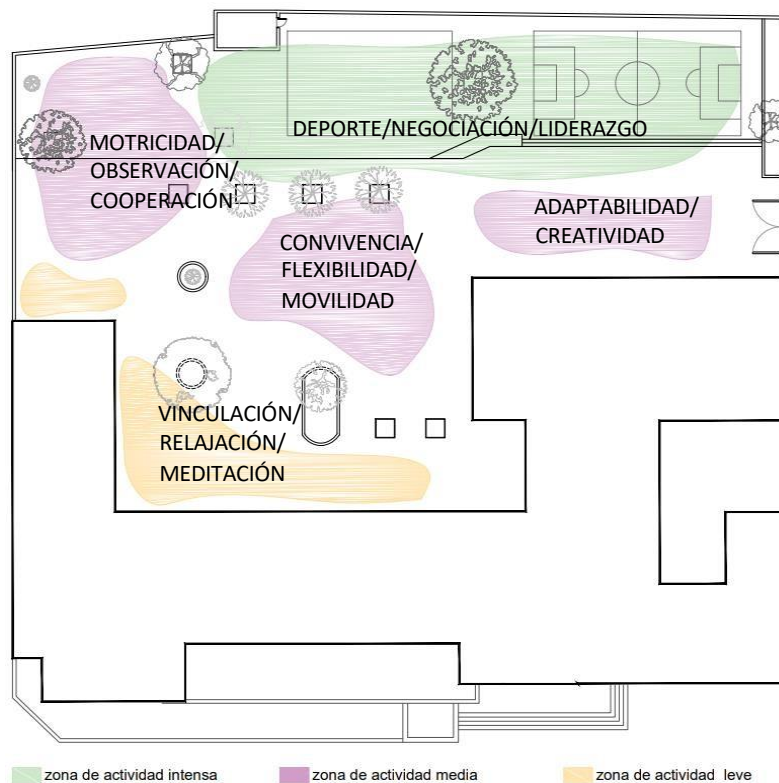 DEPORTE/NEGOCIACIÓN/LIDERAZGO
MOTRICIDAD/
OBSERVACIÓN/
COOPERACIÓN/
ADAPTABILIDAD/
CREATIVIDAD
CONVIVENCIA/
FLEXIBILIDAD/
MOVILIDAD
VINCULACIÓN/
RELAJACIÓN/
MEDITACIÓN
zona de actividad intensa
zona de actividad media
zona de actividad leve